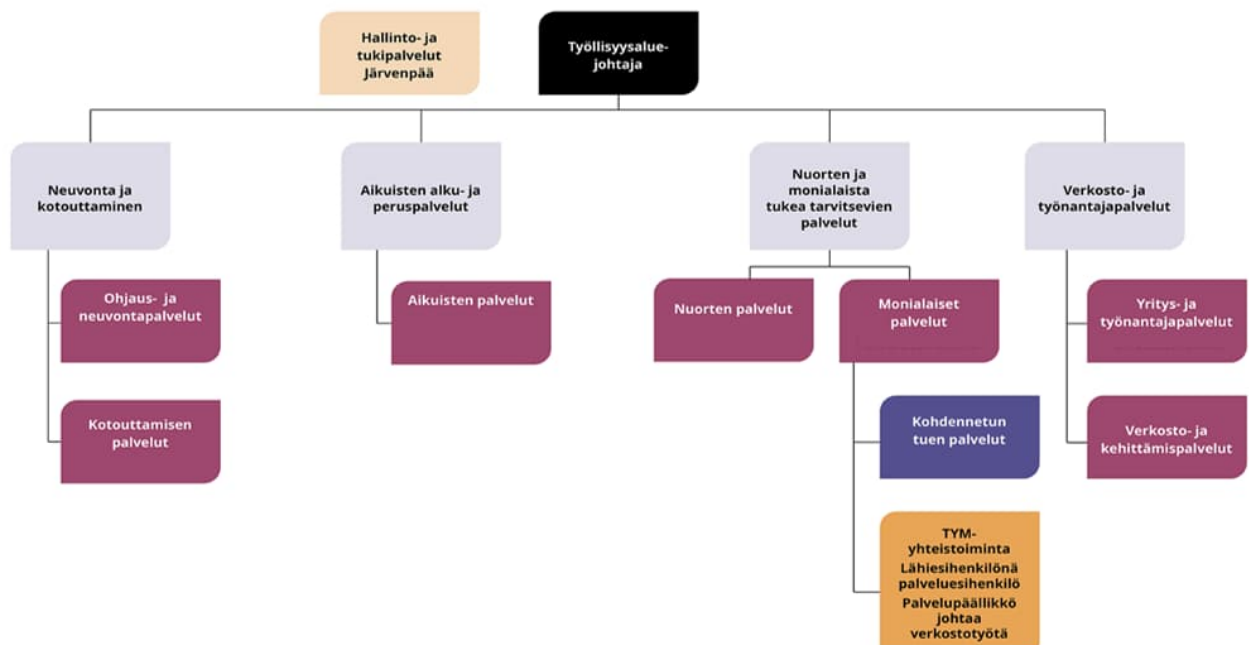 Hallinto- ja
tukipalvelut
Järvenpää
Työllisyysalue-
johtaja
Neuvonta ja
kotouttaminen
Aikuisten alku- ja
peruspalvelut
Nuorten ja
monialaista
tukea tarvitsevien
palvelut
Verkosto- ja
työnantajapalvelut
Ohjaus- ja
neuvontapalvelut
Aikuisten palvelut
Nuorten palvelut
Monialaiset
palvelut
Yritys- ja
työnantajapalvelut
Kotouttamisen
palvelut
Kohdennetun
tuen palvelut
Verkosto- ja
kehittämispalvelut
TYM-
yhteistoiminta
Lähiesihenkilönä
palveluesihenkilö
Palvelupäällikkö
johtaa
verkostotyötä